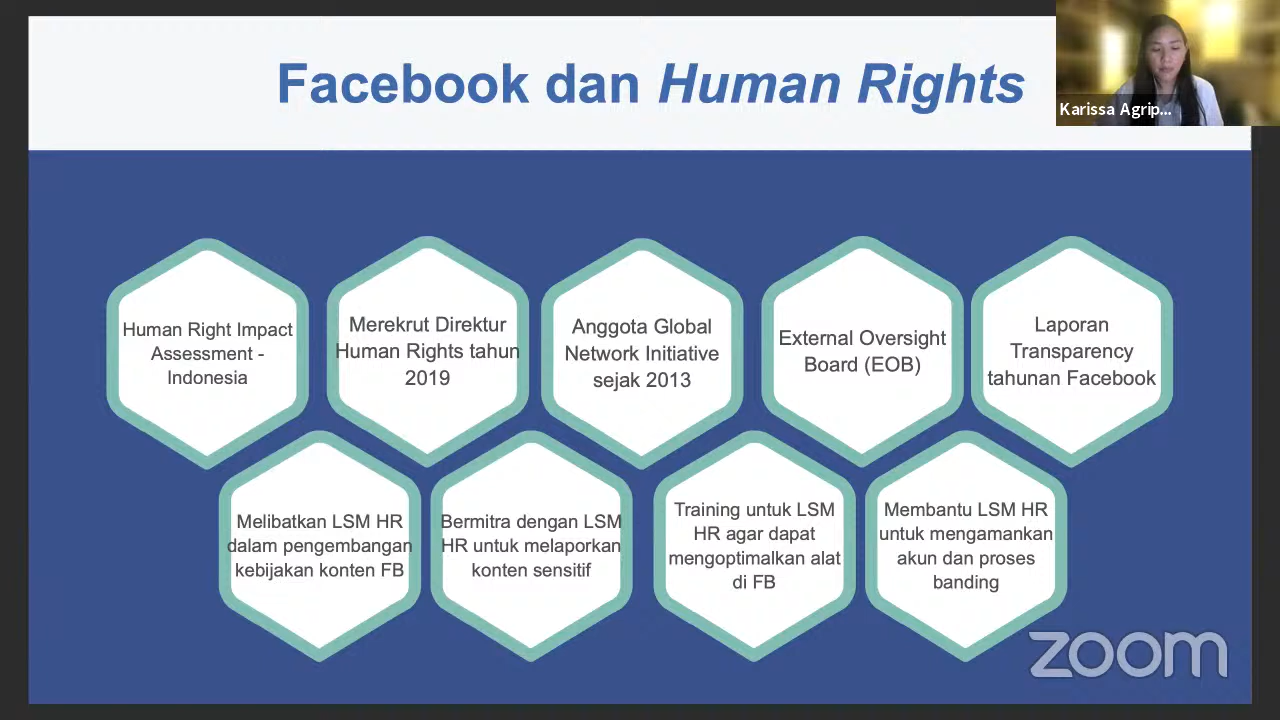 Facebook dan Human Rights
Karissa Agrip...
Human Right Impact
Assessment -
Indonesia
Merekrut Direktur
Human Rights tahun
2019
Anggota Global
Network Initiative
sejak 2013
External Oversight
Board (EOB)
Laporan
Transparency
tahunan Facebook
Melibatkan LSM HR
dalam pengembangan
kebijakan konten FB
Bermitra dengan LSM
HR untuk melaporkan
konten sensitif
Training untuk LSM
HR agar dapat
mengoptimalkan alat
di FB
Membantu LSM HR
untuk mengamankan
akun dan proses
banding
zoom